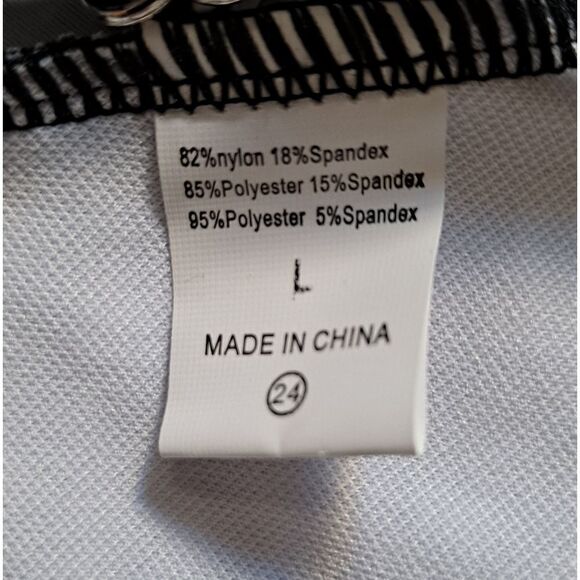 82%nylon 18%Spandex
85%Polyester 15%Spandex
95%Polyester 5%Spandex
L
MADE IN CHINA
24